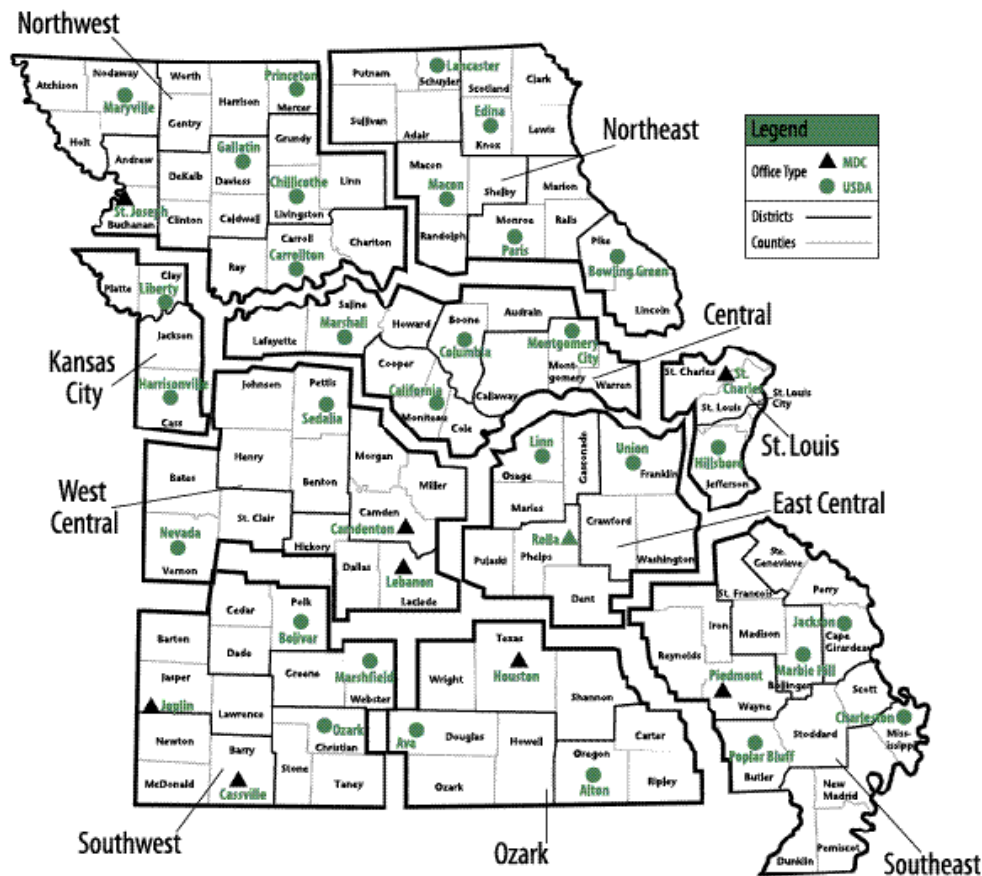 Northwest
Atchison
Nodaway
Maryville
Worth
Harrison
Princeton
Mercer
Gentry
Holt
Andrew
DeKalb
Gallatin
Daviess
Grundy
Chillicothe
Livingston
Linn
St. Joseph
Buchanan
Clinton
Caldwell
Ray
Carroll
Carrollton
Chariton
Putnam
Lancaster
Schuyler
Scotland
Clark
Sullivan
Adair
Edina
Knox
Lewis
Northeast
Macon
Macon
Shelby
Marion
Randolph
Monroe
Paris
Ralls
Pike
Bowling Green
Lincoln
Legend
Office Type
MDC
USDA
Districts
Counties
Platte
Clay
Liberty
Jackson
Kansas
City
Harrisonville
Cass
Lafayette
Saline
Marshall
Howard
Boone
Columbia
Audrain
Montgomery
City
Mont-
gomery
Warren
Central
Cooper
California
Moniteau
Cole
Callaway
St. Charles
St.
Charles
St. Louis
St. Louis
City
St. Louis
Hillsboro
Jefferson
Johnson
Pettis
Sedalia
Morgan
Henry
Benton
Miller
Bates
West
Central
St. Clair
Camden
Camdenton
Nevada
Vernon
Hickory
Dallas
Lebanon
Laclede
Linn
Osage
Gasconade
Union
Franklin
East Central
Maries
Crawford
Rolla
Phelps
Pulaski
Washington
Dent
Cedar
Polk
Bolivar
Barton
Dade
Jasper
Joplin
Greene
Marshfield
Webster
Lawrence
Newton
Barry
Ozark
Christian
McDonald
Cassville
Stone
Taney
Southwest
Texas
Houston
Wright
Shannon
Ava
Douglas
Howell
Carter
Oregon
Alton
Ozark
Ripley
Ozark
Ste.
Genevieve
St. Francois
Perry
Iron
Madison
Jackson
Cape
Girardeau
Reynolds
Marble Hill
Bollinger
Piedmont
Wayne
Scott
Charleston
Stoddard
Miss-
issippi
Poplar Bluff
Butler
New
Madrid
Dunklin
Pemiscot
Southeast